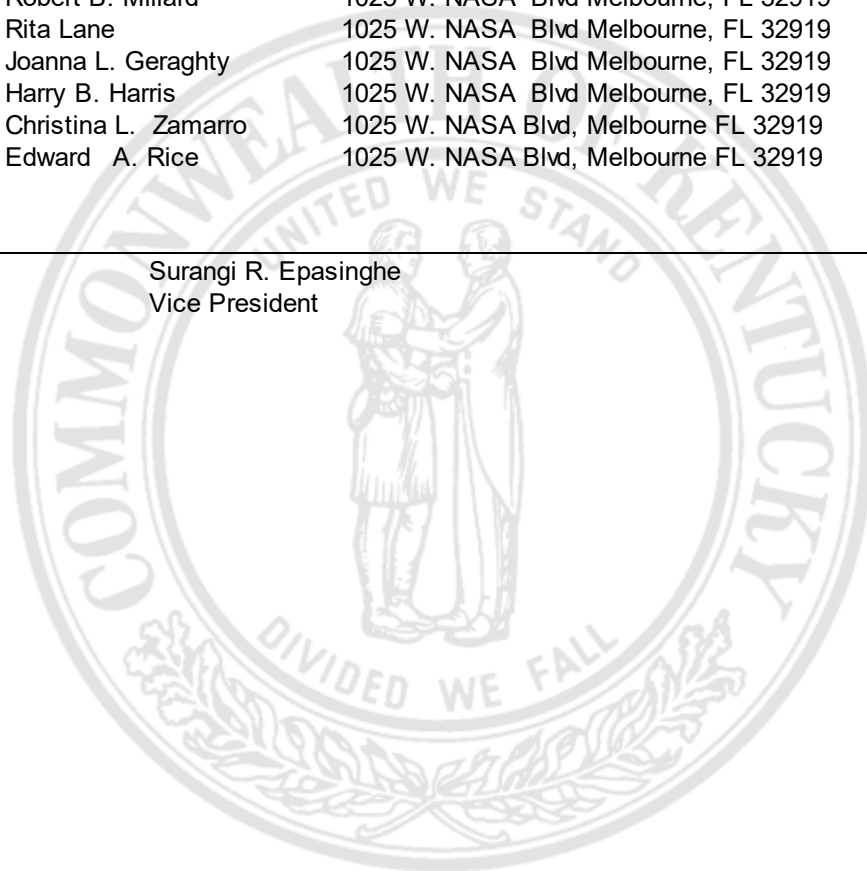 Robert B. Millard 1025 W. NASA Blvd Melbourne, FL 32919
Rita Lane 1025 W. NASA Blvd Melbourne, FL 32919
Joanna L. Geraghty 1025 W. NASA Blvd Melbourne, FL 32919
Harry B. Harris 1025 W. NASA Blvd Melbourne, FL 32919
Christina L. Zamarro 1025 W. NASA Blvd, Melbourne FL 32919
Edward A. Rice 1025 W. NASA Blvd, Melbourne FL 32919
Surangi R. Epasinghe
Vice President
COMMONWEALTH OF KENTUCKY
UNITED WE STAND
DIVIDED WE FALL